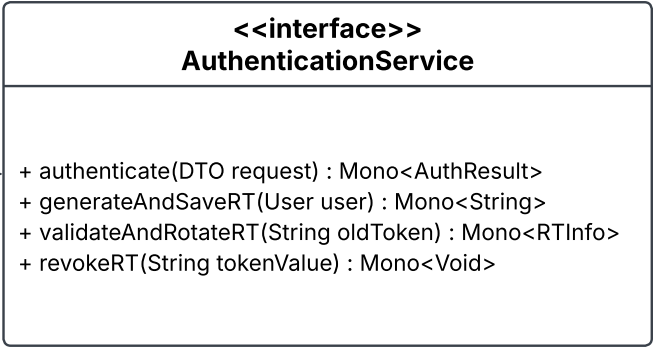 <<interface>>
AuthenticationService
+ authenticate(DTO request) : Mono<AuthResult>
+ generateAndSaveRT(User user) : Mono<String>
+ validateAndRotateRT(String oldToken) : Mono<RTInfo>
+ revokeRT(String tokenValue) : Mono<Void>